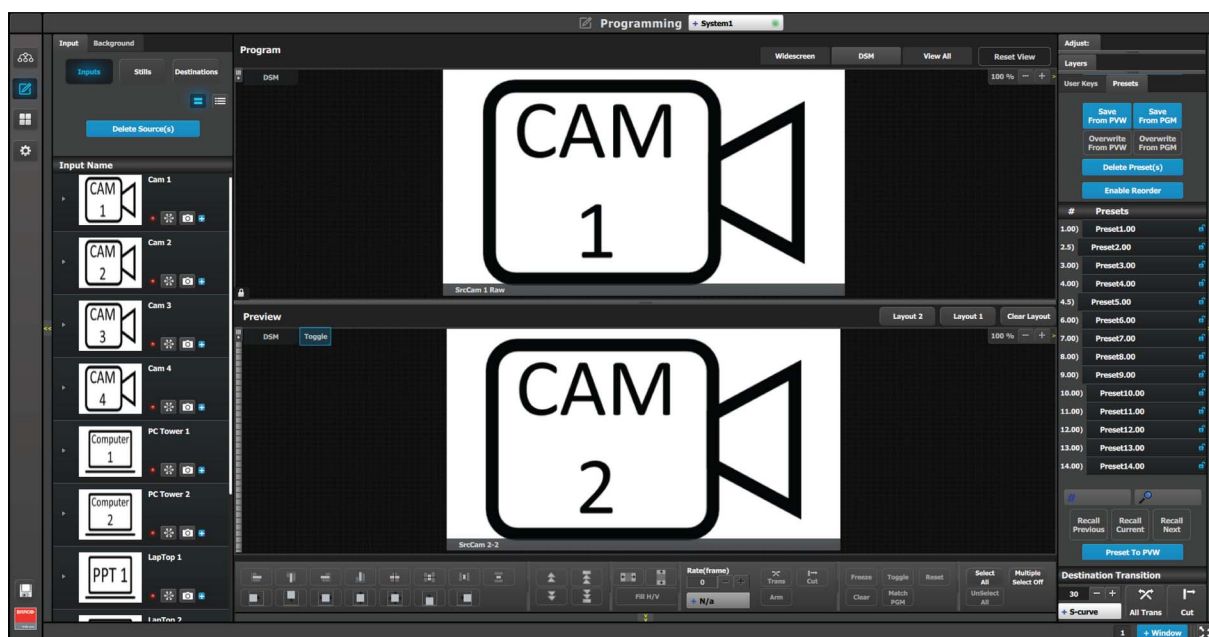 Programming
+ System1
Input
Background
Inputs
Stills
Destinations
Delete Source(s)
Input Name
CAM
1
Cam 1
CAM
2
Cam 2
CAM
3
Cam 3
CAM
4
Cam 4
Computer
1
PC Tower 1
Computer
2
PC Tower 2
PPT 1
LapTop 1
LapTop 2
Program
Widescreen
DSM
View All
Reset View
DSM
100 %
CAM
1
SrcCam 1 Raw
Preview
Layout 2
Layout 1
Clear Layout
DSM
Toggle
100 %
CAM
2
SrcCam 2-2
Fill H/V
Rate(frame)
0
+ N/a
Trans
Cut
Arm
Freeze
Toggle
Reset
Clear
Match
PGM
Select
All
Multiple
Select Off
UnSelect
All
Adjust:
Layers
User Keys
Presets
Save
From PVW
Save
From PGM
Overwrite
From PVW
Overwrite
From PGM
Delete Preset(s)
Enable Reorder
# Presets
1.00) Preset1.00
2.5) Preset2.00
3.00) Preset3.00
4.00) Preset4.00
4.5) Preset5.00
6.00) Preset6.00
7.00) Preset7.00
8.00) Preset8.00
9.00) Preset9.00
10.00) Preset10.00
11.00) Preset11.00
12.00) Preset12.00
13.00) Preset13.00
14.00) Preset14.00
#
Recall
Previous
Recall
Current
Recall
Next
Preset To PVW
Destination Transition
30
+ S-curve
All Trans
Cut
1
+ Window